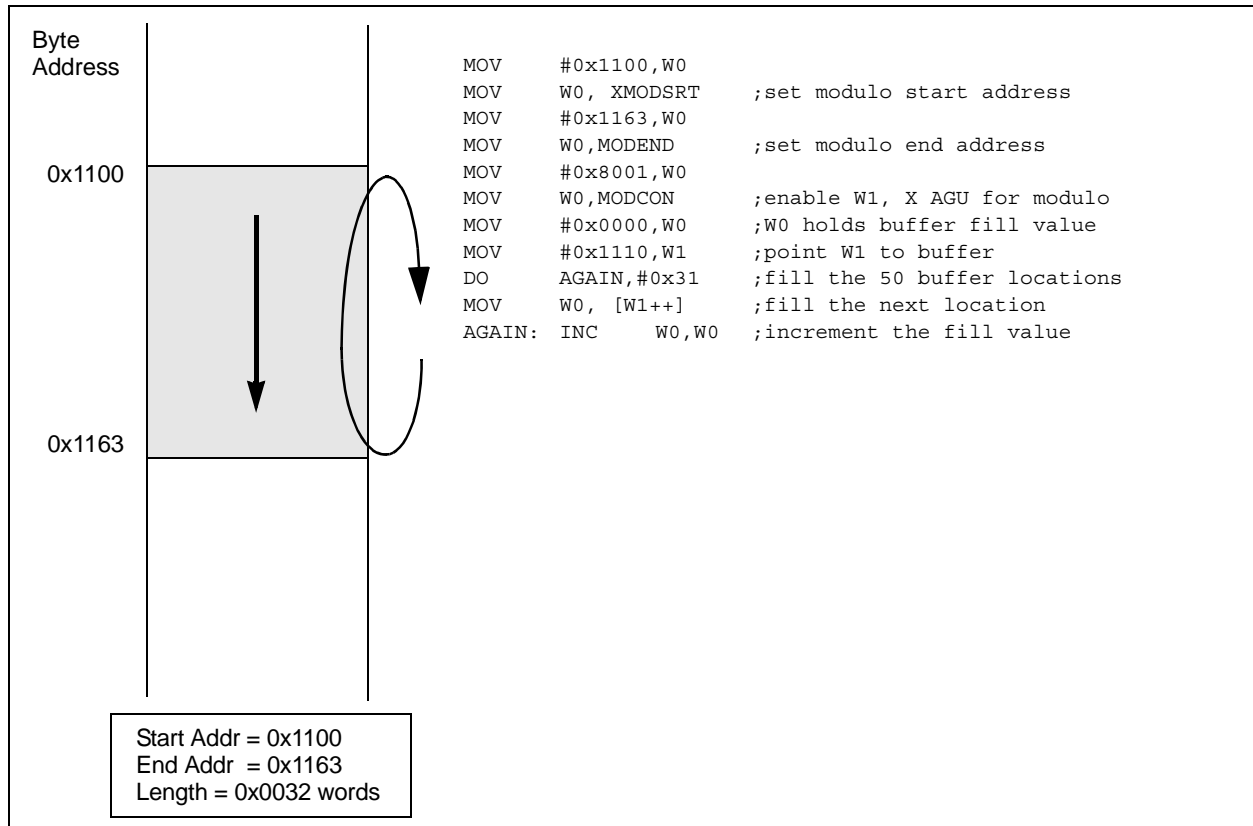 Byte
Address
0x1100
0x1163
MOV #0x1100,W0
MOV W0, XMODSRT ;set modulo start address
MOV #0x1163,W0
MOV W0,MODEND ;set modulo end address
MOV #0x8001,W0
MOV W0,MODCON ;enable W1, X AGU for modulo
MOV #0x0000,W0 ;W0 holds buffer fill value
MOV #0x1110,W1 ;point W1 to buffer
DO AGAIN,#0x31 ;fill the 50 buffer locations
MOV W0, [W1++] ;fill the next location
AGAIN: INC W0,W0 ;increment the fill value
Start Addr = 0x1100
End Addr = 0x1163
Length = 0x0032 words